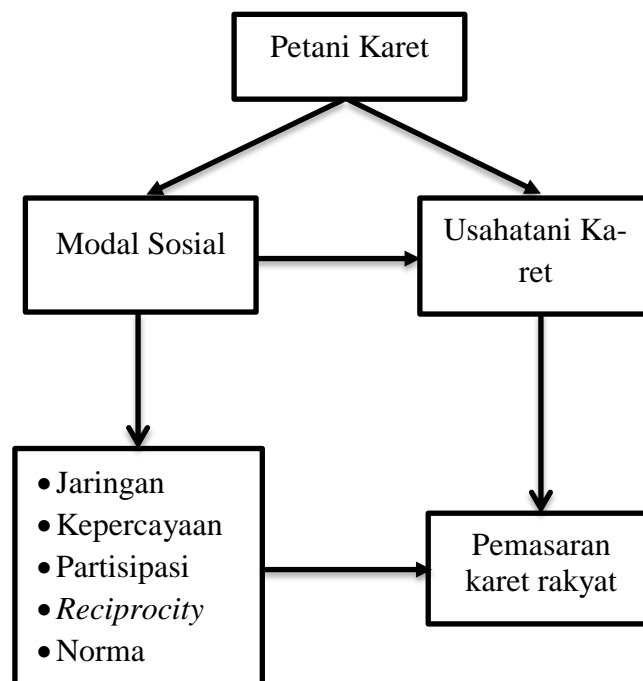 Petani Karet
Modal Sosial
Usahatani Ka-
ret
• Jaringan
• Kepercayaan
• Partisipasi
• Reciprocity
• Norma
Pemasaran
karet rakyat